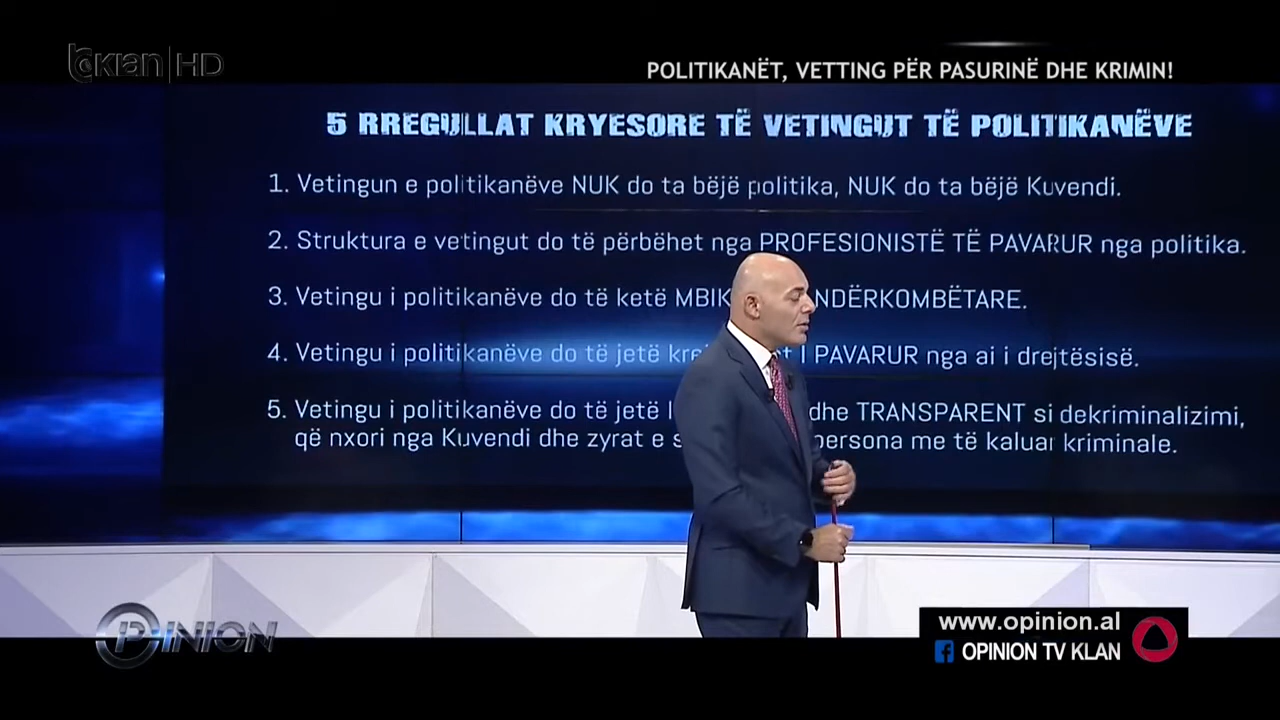 klan HD
POLITIKANËT, VETTING PËR PASURINË DHE KRIMIN!
5 RREGULLAT KRYESORE TË VETINGUT TË POLITIKANËVE
1. Vetingun e politikanëve NUK do ta bëjë politika, NUK do ta bëjë Kuvendi.
2. Struktura e vetingut do të përbëhet nga PROFESIONISTË TË PAVARUR nga politika.
3. Vetingu i politikanëve do të ketë NDËRKOMBËTARE.
4. Vetingu i politikanëve do të jetë I PAVARUR nga ai i drejtësisë.
5. Vetingu i politikanëve do të jetë dhe TRANSPARENT si dekriminalizimi,
që nxori nga Kuvendi dhe zyrat e persona me të kaluar kriminale.
OPINION
www.opinion.al
OPINION TV KLAN